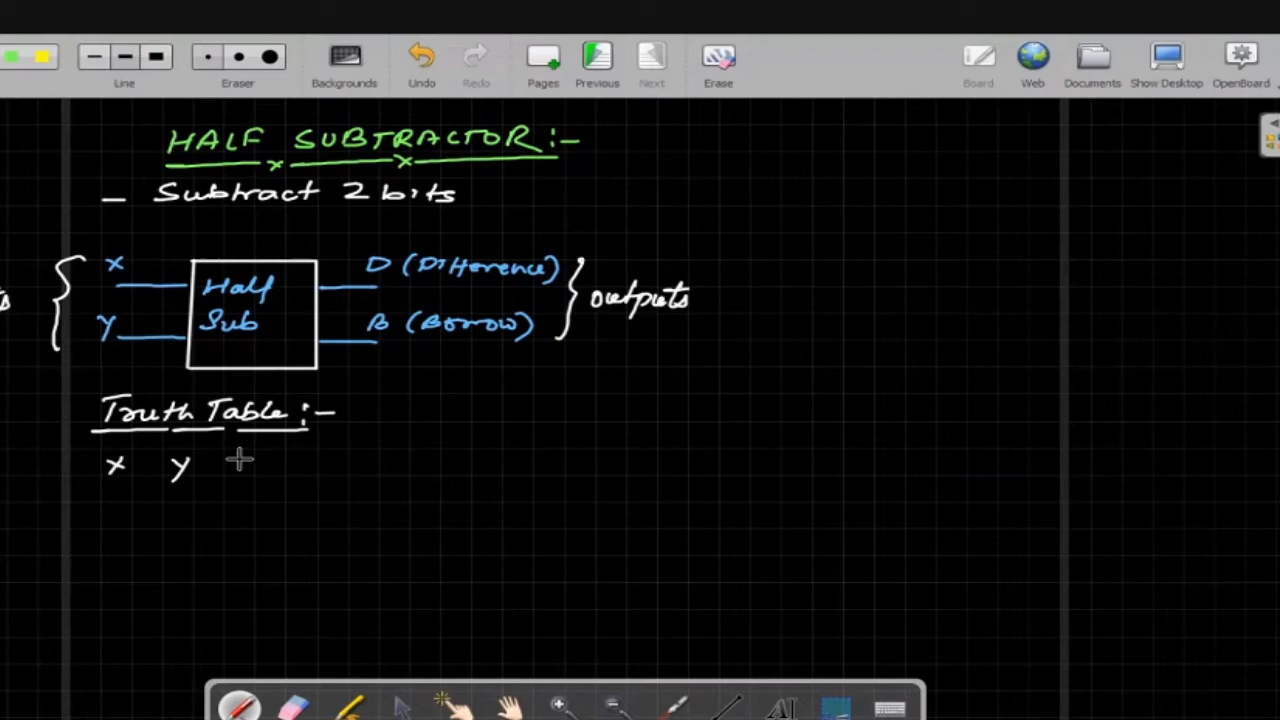 Line
Eraser
Backgrounds
Undo
Redo
Pages
Previous
Next
Erase
Board
Web
Documents
Show Desktop
OpenBoard
HALF SUBTRACTOR :-
- Subtract 2 bits
X
Half
Sub
D (Difference)
Y
B (Borrow)
outputs
Truth Table :-
X Y